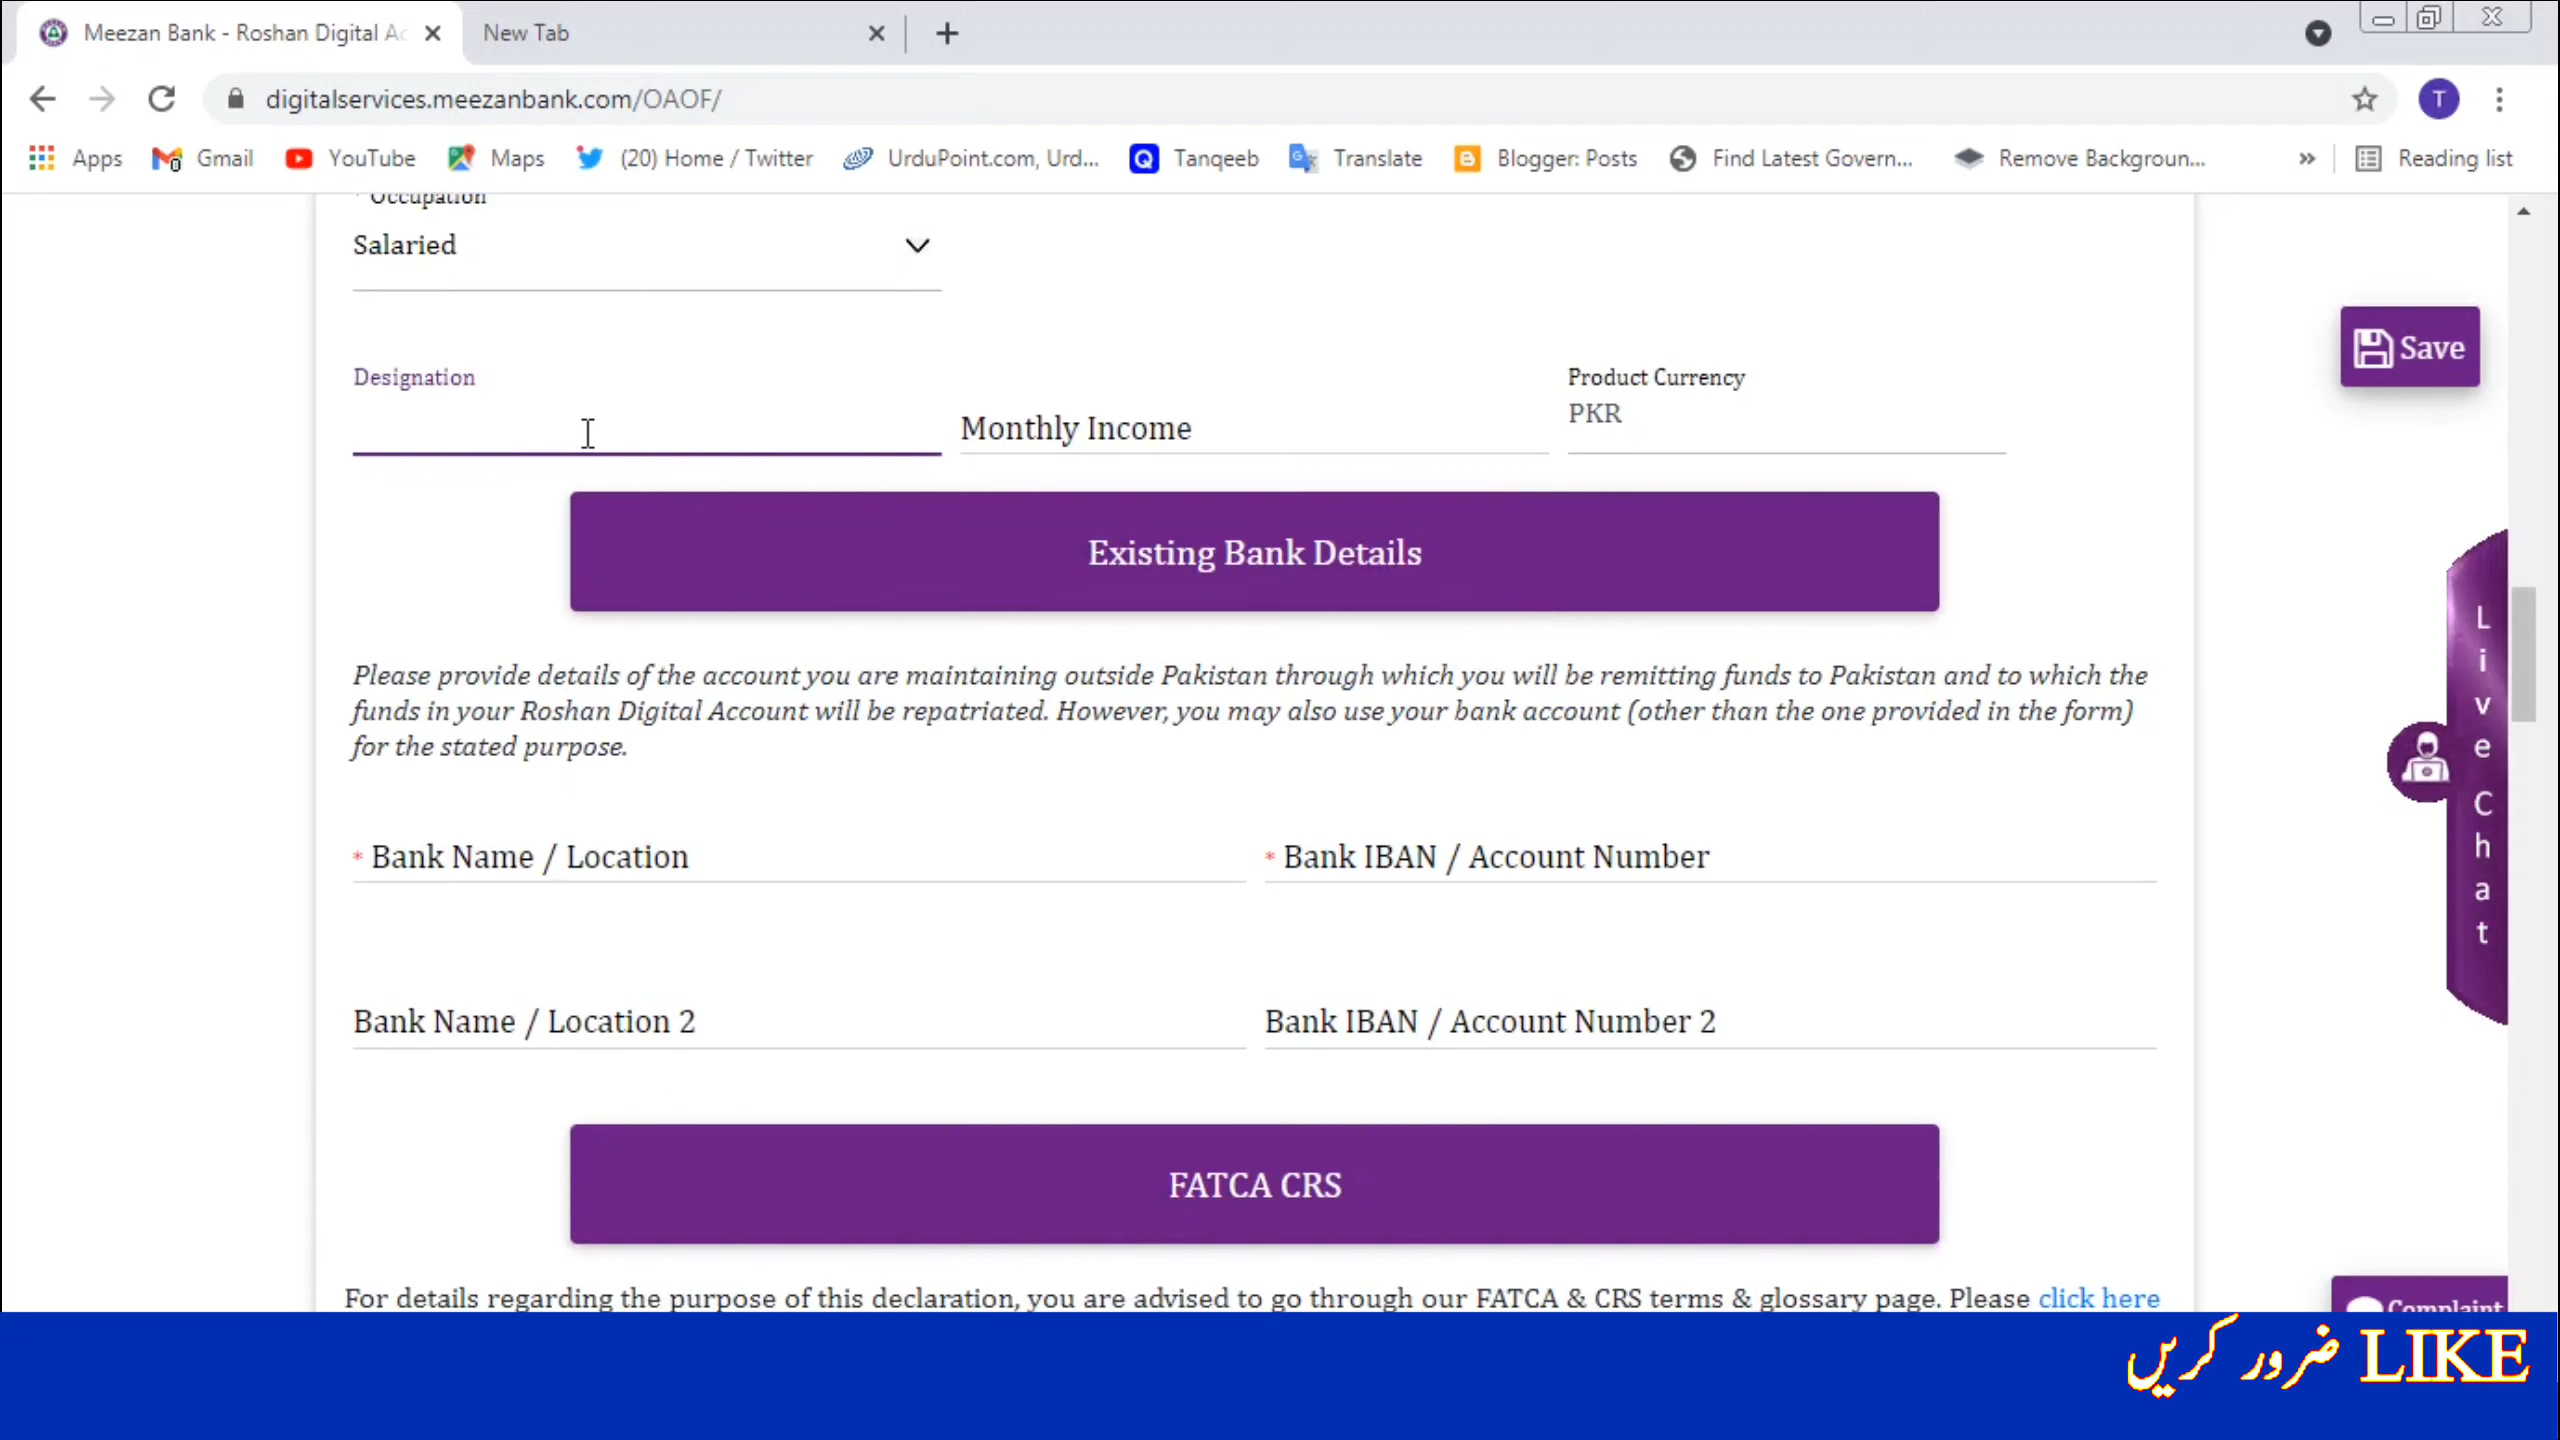 Meezan Bank - Roshan Digital Ac
New Tab
digitalservices.meezanbank.com/OAOF/
T
Apps
Gmail
YouTube
Maps
(20) Home / Twitter
UrduPoint.com, Urd...
Tanqeeb
Translate
Blogger: Posts
Find Latest Govern...
Remove Backgroun...
»
Reading list
* Occupation
Salaried
Save
Designation
Monthly Income
Product Currency
PKR
Existing Bank Details
Please provide details of the account you are maintaining outside Pakistan through which you will be remitting funds to Pakistan and to which the
funds in your Roshan Digital Account will be repatriated. However, you may also use your bank account (other than the one provided in the form)
for the stated purpose.
* Bank Name / Location
* Bank IBAN / Account Number
Bank Name / Location 2
Bank IBAN / Account Number 2
Live Chat
FATCA CRS
For details regarding the purpose of this declaration, you are advised to go through our FATCA & CRS terms & glossary page. Please click here
Complaint
LIKE ضرور کریں